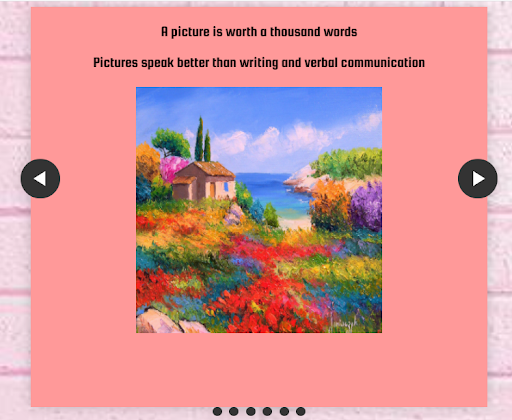 A picture is worth a thousand words
Pictures speak better than writing and verbal communication